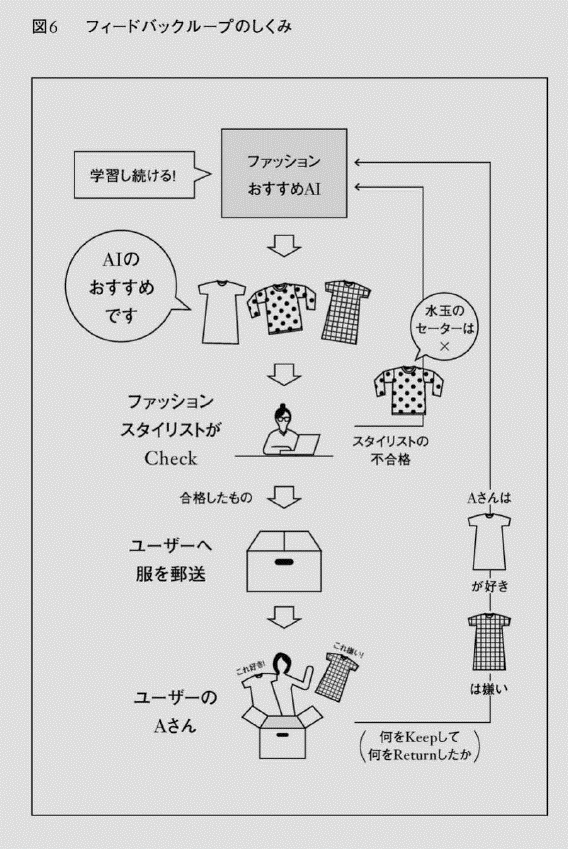 図6 フィードバックループのしくみ
学習し続ける!
ファッション
おすすめAI
AIの
おすすめ
です
水玉の
セーターは
×
ファッション
スタイリストが
Check
スタイリストの
不合格
合格したもの
Aさんは
ユーザーへ
服を郵送
が好き
これ好き!
これ嫌い!
ユーザーの
Aさん
は嫌い
(何をKeepして
何をReturnしたか)